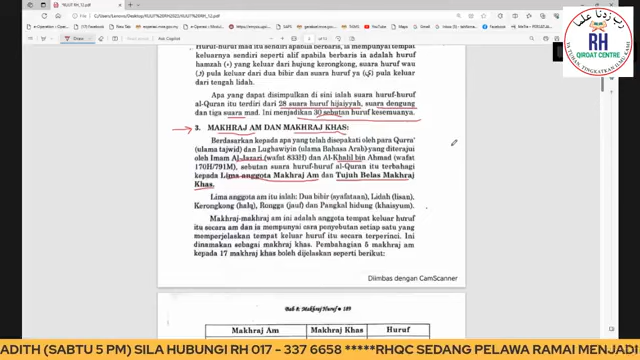 Huruf-huruf mad itu sendiri apabila berbaris, ia mempunyai tempat
keluarnya sendiri seperti alif apabila berbaris ia adalah huruf
hamzah (ء) yang keluar dari hujung kerongkong, suara huruf wau
(و) pula keluar dari dua bibir dan suara huruf ya (ي) pula keluar
dari tengah lidah.
Apa yang dapat disimpulkan di sini ialah suara huruf-huruf
al-Quran itu terdiri dari 28 suara huruf hijaiyyah, suara dengung
dan tiga suara mad. Ini menjadikan 30 sebutan huruf kesemuanya.
3. MAKHRAJ AM DAN MAKHRAJ KHAS:
Berdasarkan kepada apa yang telah disepakati oleh para Qurra'
(ulama tajwid) dan Lughawiyin (ulama Bahasa Arab) yang diterajui
oleh Imam Al-Jazari (wafat 833H) dan Al-Khalil bin Ahmad (wafat
170H/791M), sebutan suara huruf-huruf al-Quran itu terbahagi
kepada Lima anggota Makhraj Am dan Tujuh Belas Makhraj
Khas.
Lima anggota am itu ialah: Dua bibir (syafatain), Lidah (lisan),
Kerongkong (halq), Rongga (jauf) dan Pangkal hidung (khaisyum).
Makhraj-makhraj am ini adalah anggota tempat keluar huruf
itu secara am dan ia mempunyai cara penyebutan setiap satu yang
memperjelaskan tempat keluar huruf itu secara terperinci. Ini
dinamakan sebagai makhraj khas. Pembahagian 5 makhraj am
kepada 17 makhraj khas boleh dijelaskan seperti berikut:
Diimbas dengan CamScanner
Bab 8: Makhraj Huruf • 189
Makhraj Am Makhraj Khas Huruf
رب زدنا علما
RH
QIROAT CENTRE
ADITH (SABTU 5 PM) SILA HUBUNGI RH 017 - 337 6658 *****RHQC SEDANG PELAWA RAMAI MENJADI